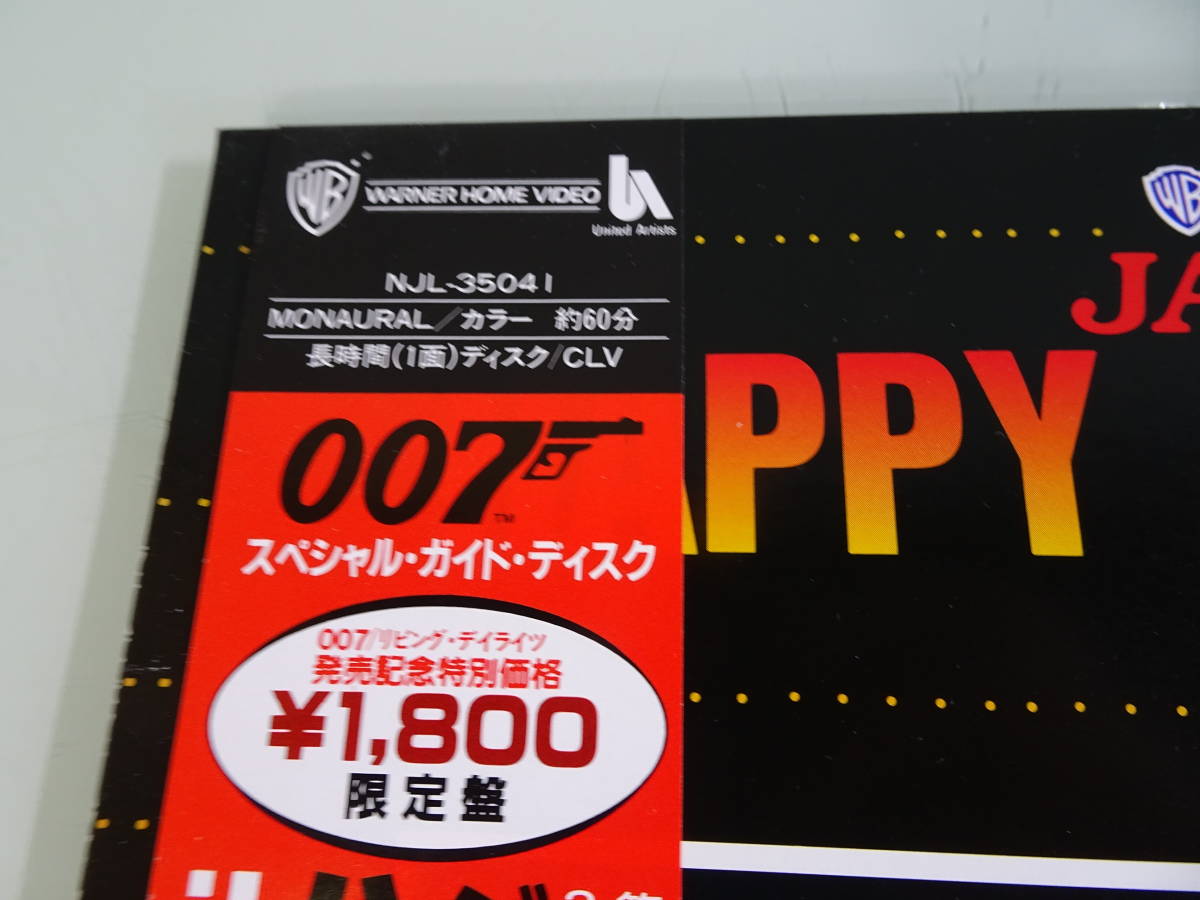 WB WARNER HOME VIDEO
United Artists
NJL-35041
MONAURAL/カラー 約60分
長時間(1面)ディスク/CLV
007
TM
スペシャル・ガイド・ディスク
007/リビング・デイライツ
発売記念特別価格
¥1,800
限定盤
WB
JA
APPY